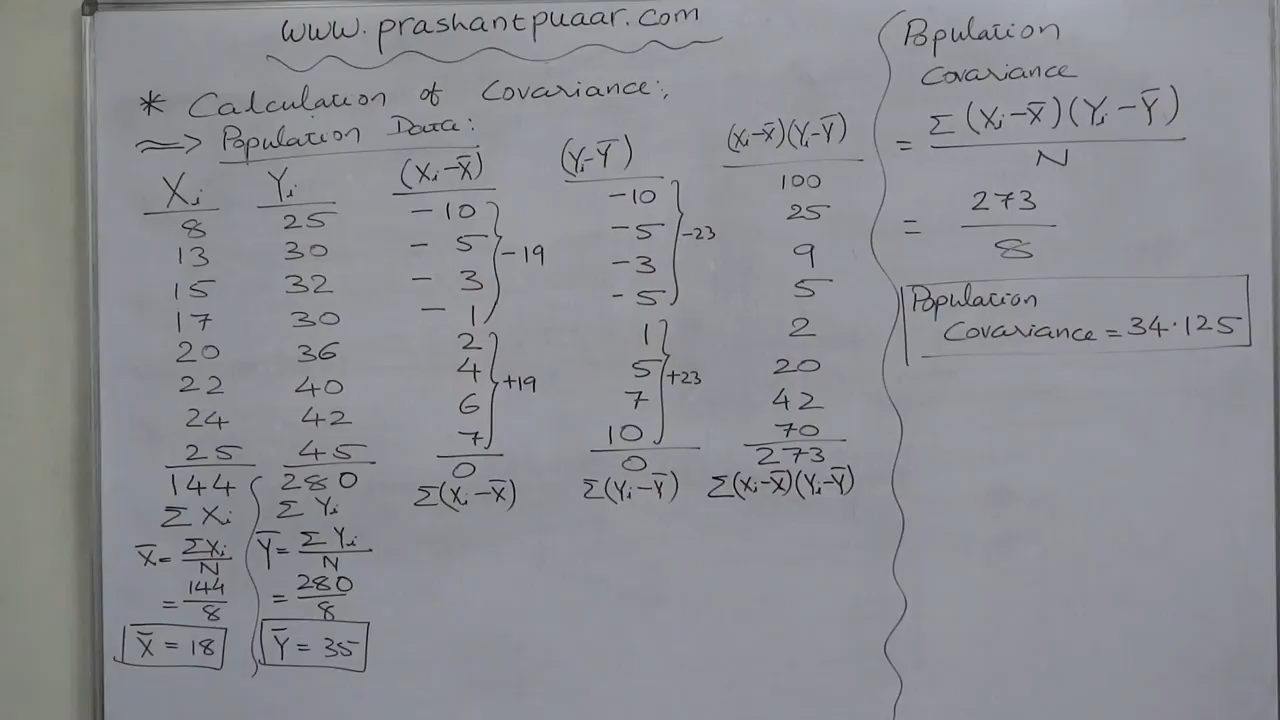 www.prashantpuaar.com
* Calculation of Covariance:,
⇒ Population Data:
Xᵢ Yᵢ (Xᵢ-X̄) (Yᵢ-Ȳ) (Xᵢ-X̄)(Yᵢ-Ȳ)
8 25 -10 -10 100
13 30 -5 -5 25
15 32 -3 -3 9
17 30 -1 -5 5
-19 -23
20 36 2 1 2
22 40 4 5 20
24 42 6 7 42
25 45 7 10 70
+19 +23
144 280 0 0 273
ΣXᵢ ΣYᵢ Σ(Xᵢ-X̄) Σ(Yᵢ-Ȳ) Σ(Xᵢ-X̄)(Yᵢ-Ȳ)
X̄ = ΣXᵢ/N Ȳ = ΣYᵢ/N
= 144/8 = 280/8
X̄ = 18 Ȳ = 35
Population
Covariance
= Σ(Xᵢ-X̄)(Yᵢ-Ȳ)/N
= 273/8
Population
Covariance = 34.125